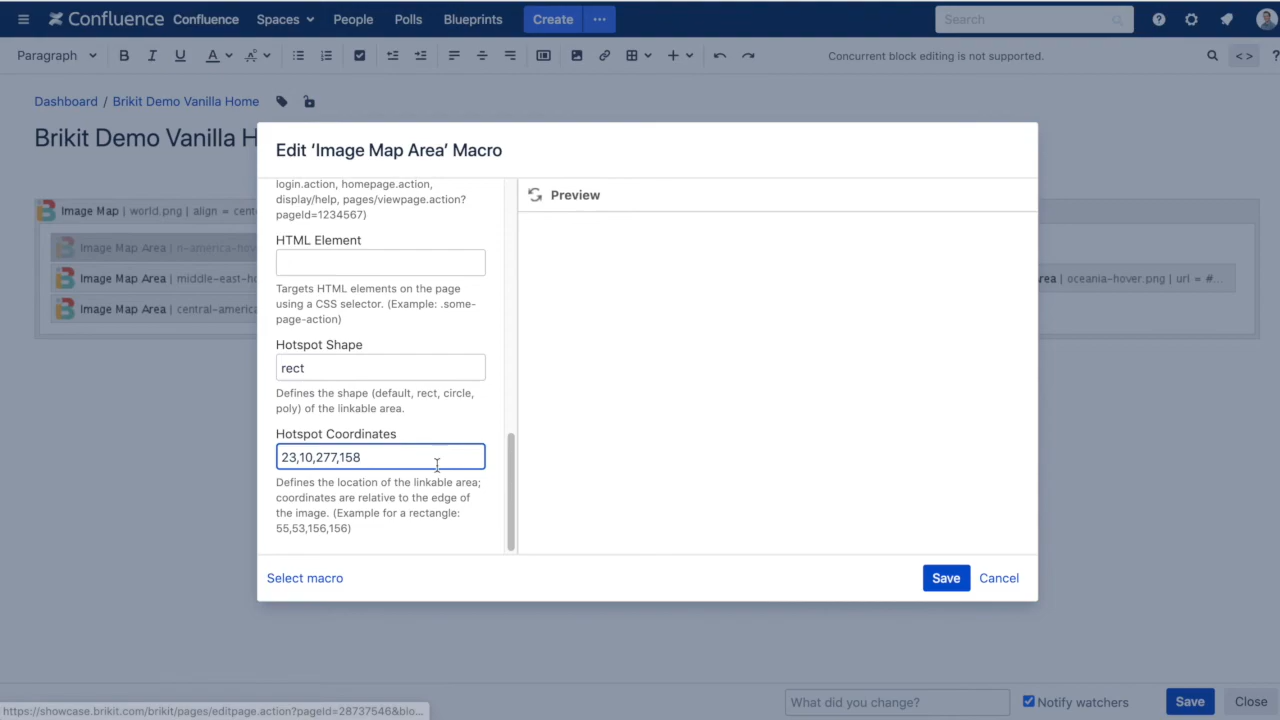 Confluence Confluence Spaces People Polls Blueprints Create ··· Search
Paragraph B I U A Concurrent block editing is not supported. < > ?
Dashboard / Brikit Demo Vanilla Home
Brikit Demo Vanilla H
Edit ‘Image Map Area’ Macro
login.action, homepage.action,
display/help, pages/viewpage.action?
pageId=1234567)
Preview
Image Map | world.png | align = cent
HTML Element
Image Map Area | n-america-hov
Targets HTML elements on the page
using a CSS selector. (Example: .some-
page-action)
Image Map Area | middle-east-ho
rea | oceania-hover.png | url = #...
Image Map Area | central-america
Hotspot Shape
rect
Defines the shape (default, rect, circle,
poly) of the linkable area.
Hotspot Coordinates
23,10,277,158
Defines the location of the linkable area;
coordinates are relative to the edge of
the image. (Example for a rectangle:
55,53,156,156)
Select macro Save Cancel
What did you change? Notify watchers Save Close
https://showcase.brikit.com/brikit/pages/editpage.action?pageId=28737546&blo...